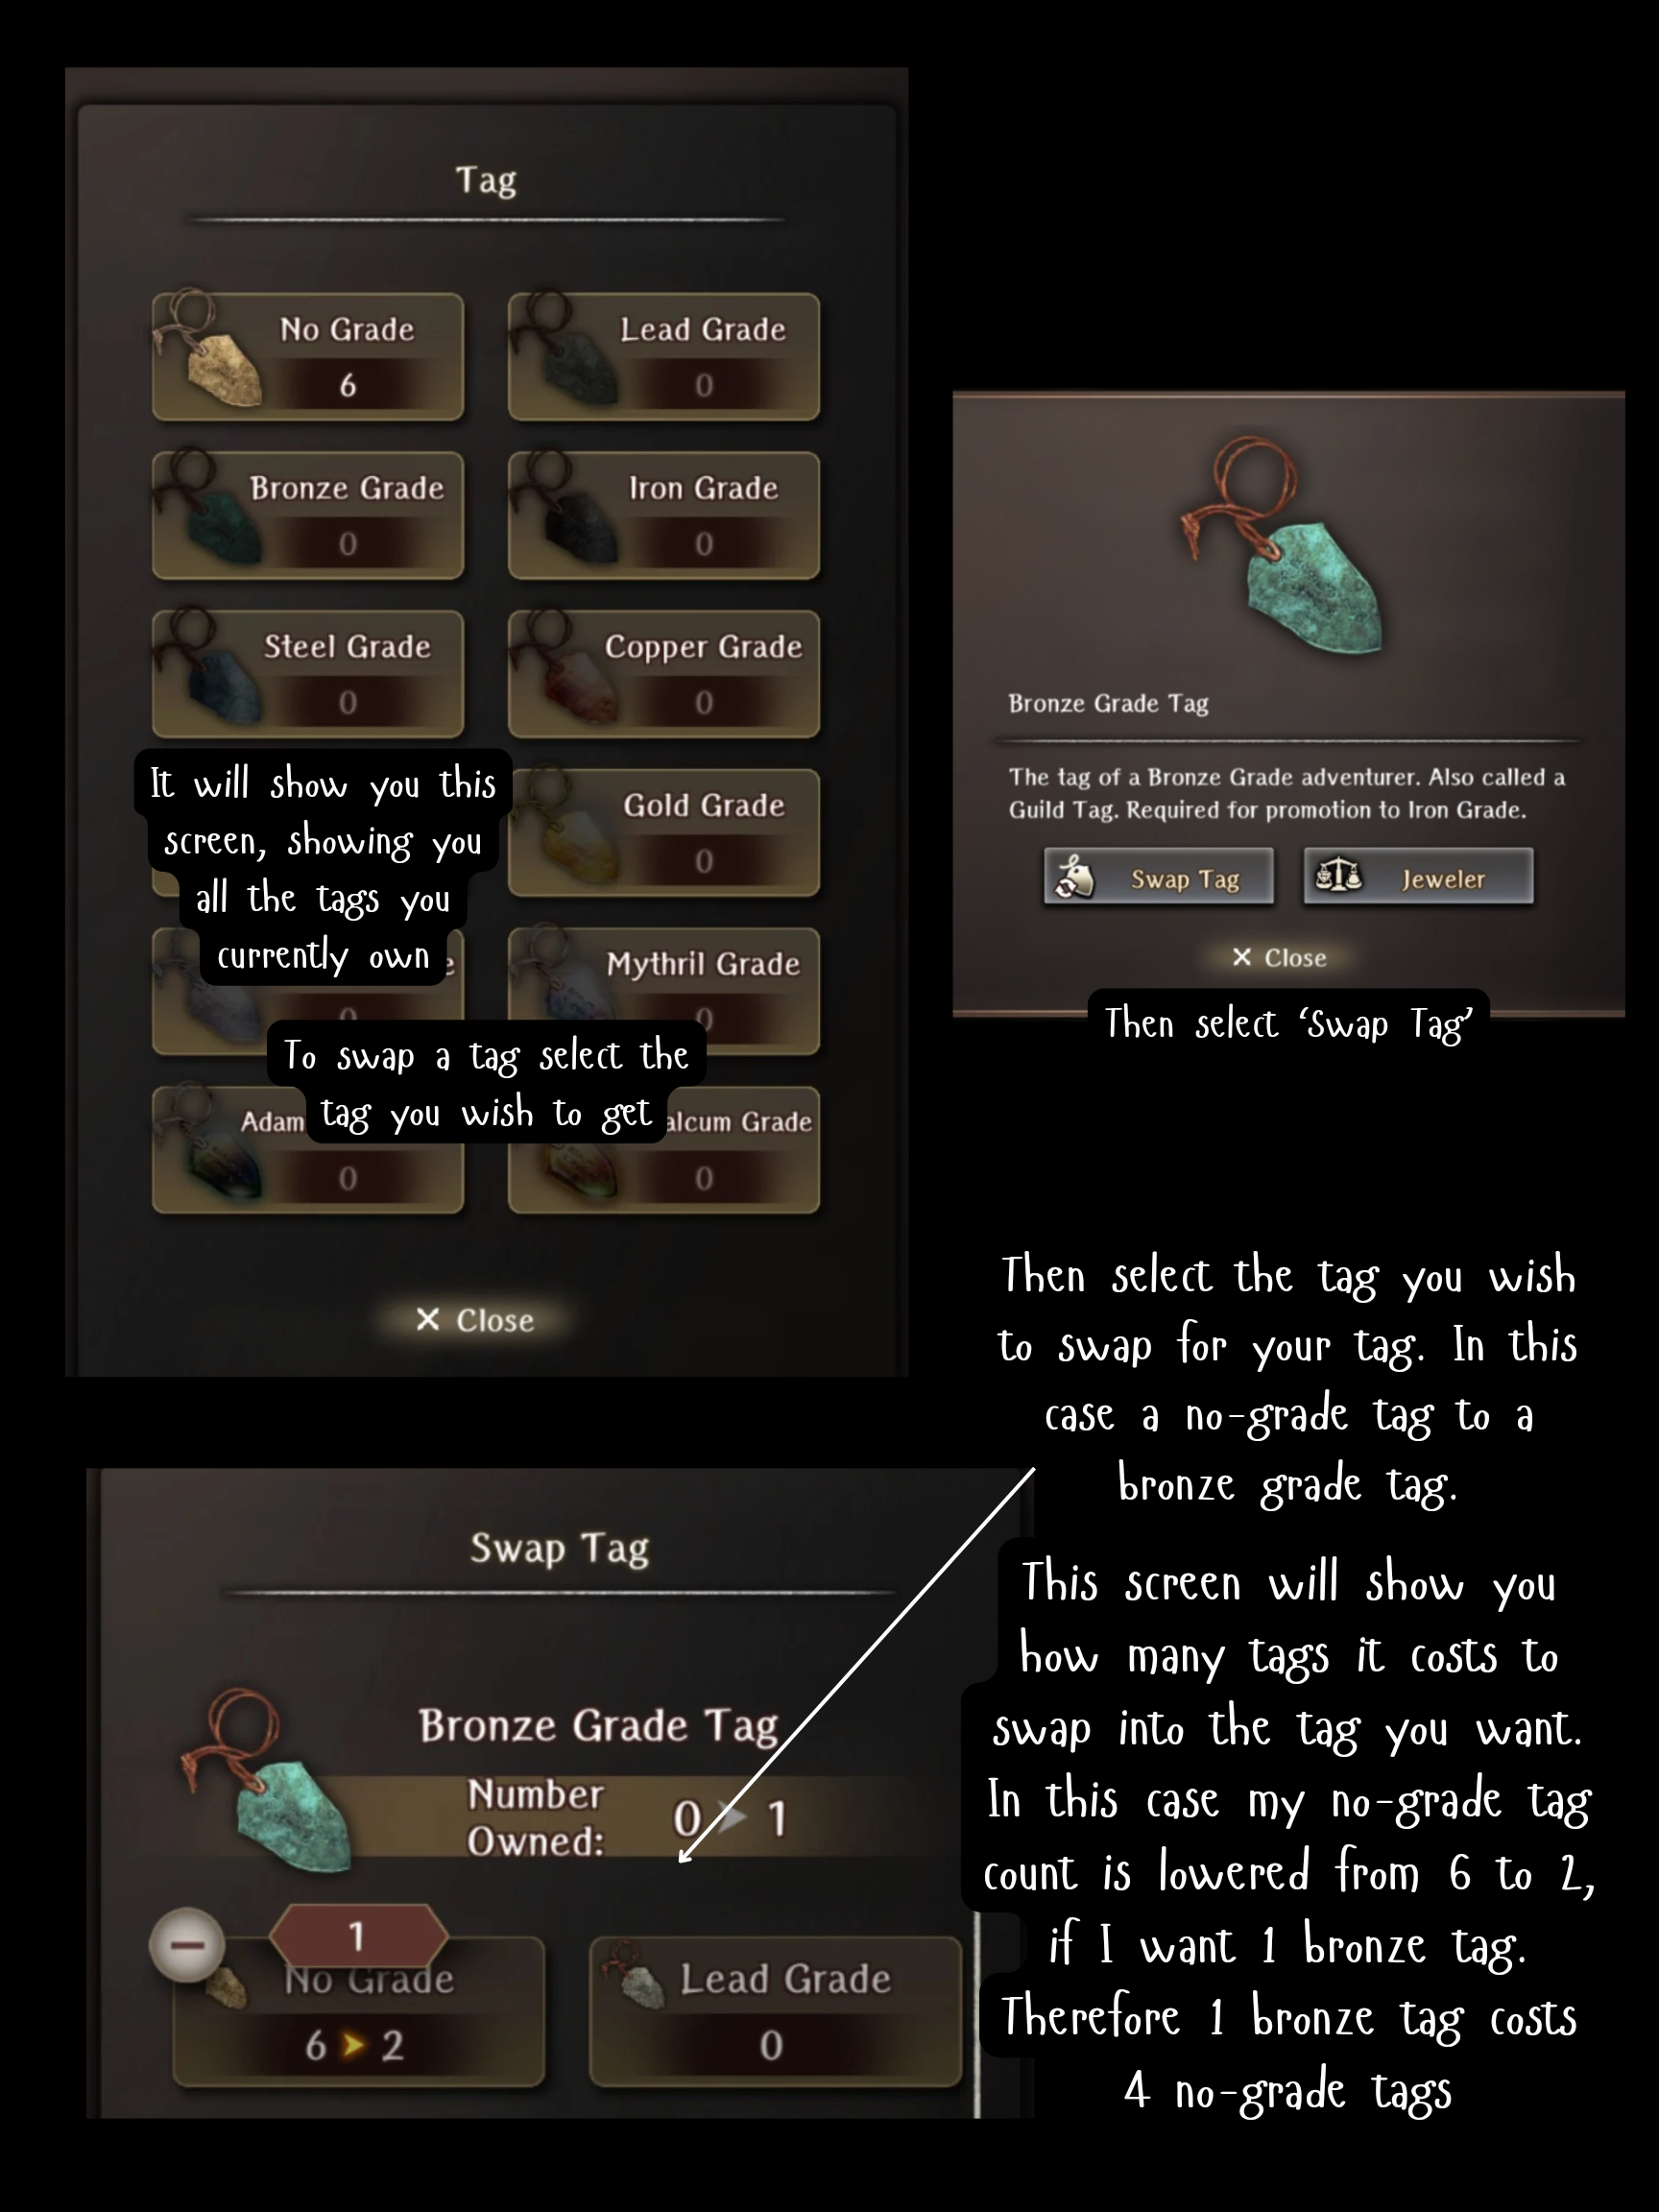 Tag
No Grade
6
Lead Grade
0
Bronze Grade
0
Iron Grade
0
Steel Grade
0
Copper Grade
0
It will show you this
screen, showing you
all the tags you
currently own
Gold Grade
0
e
0
Mythril Grade
0
To swap a tag select the
tag you wish to get
Adam
0
alcum Grade
0
✕ Close
Bronze Grade Tag
The tag of a Bronze Grade adventurer. Also called a
Guild Tag. Required for promotion to Iron Grade.
Swap Tag
Jeweler
✕ Close
Then select ‘Swap Tag’
Then select the tag you wish
to swap for your tag. In this
case a no-grade tag to a
bronze grade tag.
This screen will show you
how many tags it costs to
swap into the tag you want.
In this case my no-grade tag
count is lowered from 6 to 2,
if I want 1 bronze tag.
Therefore 1 bronze tag costs
4 no-grade tags
Swap Tag
Bronze Grade Tag
Number
Owned:
0 ➤ 1
1
No Grade
6 ➤ 2
Lead Grade
0